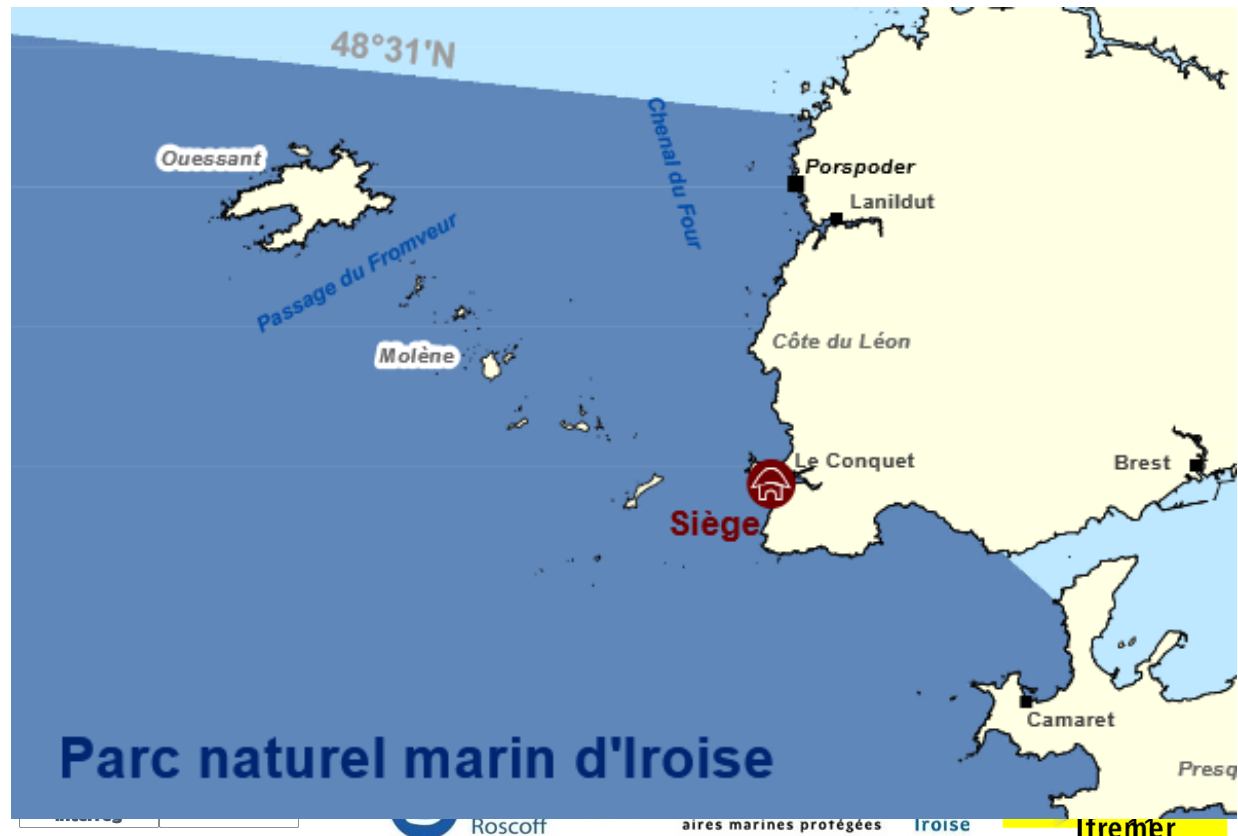 48°31'N
Chenal du Four
Ouessant
Porspoder
Lanildut
Passage du Fromveur
Côte du Léon
Molène
Le Conquet
Brest
Siège
Camaret
Parc naturel marin d'Iroise
Presq
Roscoff
aires marines protégées
Iroise
Ifremer